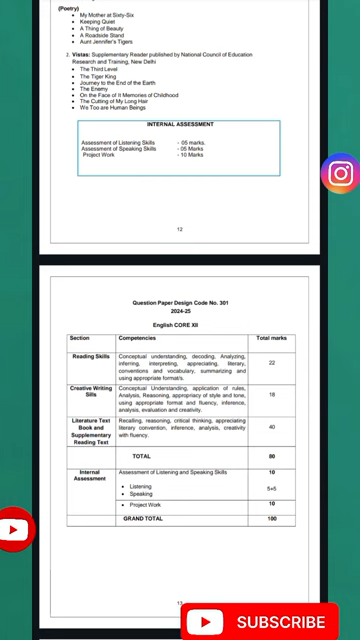 (Poetry)
• My Mother at Sixty-Six
• Keeping Quiet
• A Thing of Beauty
• A Roadside Stand
• Aunt Jennifer's Tigers
2. Vistas: Supplementary Reader published by National Council of Education
Research and Training, New Delhi
• The Third Level
• The Tiger King
• Journey to the End of the Earth
• The Enemy
• On the Face of It Memories of Childhood
• The Cutting of My Long Hair
• We Too are Human Beings
INTERNAL ASSESSMENT
Assessment of Listening Skills - 05 marks.
Assessment of Speaking Skills - 05 Marks
Project Work - 10 Marks
12
Question Paper Design Code No. 301
2024-25
English CORE XII
Section Competencies Total marks
Reading Skills Conceptual understanding, decoding, Analyzing,
inferring, interpreting, appreciating, literary,
conventions and vocabulary, summarizing and
using appropriate format/s.
22
Creative Writing Conceptual Understanding, application of rules,
Sills Analysis, Reasoning, appropriacy of style and tone,
using appropriate format and fluency, inference,
analysis, evaluation and creativity.
18
Literature Text Recalling, reasoning, critical thinking, appreciating
Book and literary convention, inference, analysis, creativity
Supplementary with fluency.
Reading Text
40
TOTAL 80
Internal Assessment of Listening and Speaking Skills 10
Assessment
• Listening
• Speaking
5+5
• Project Work 10
GRAND TOTAL 100
13
SUBSCRIBE